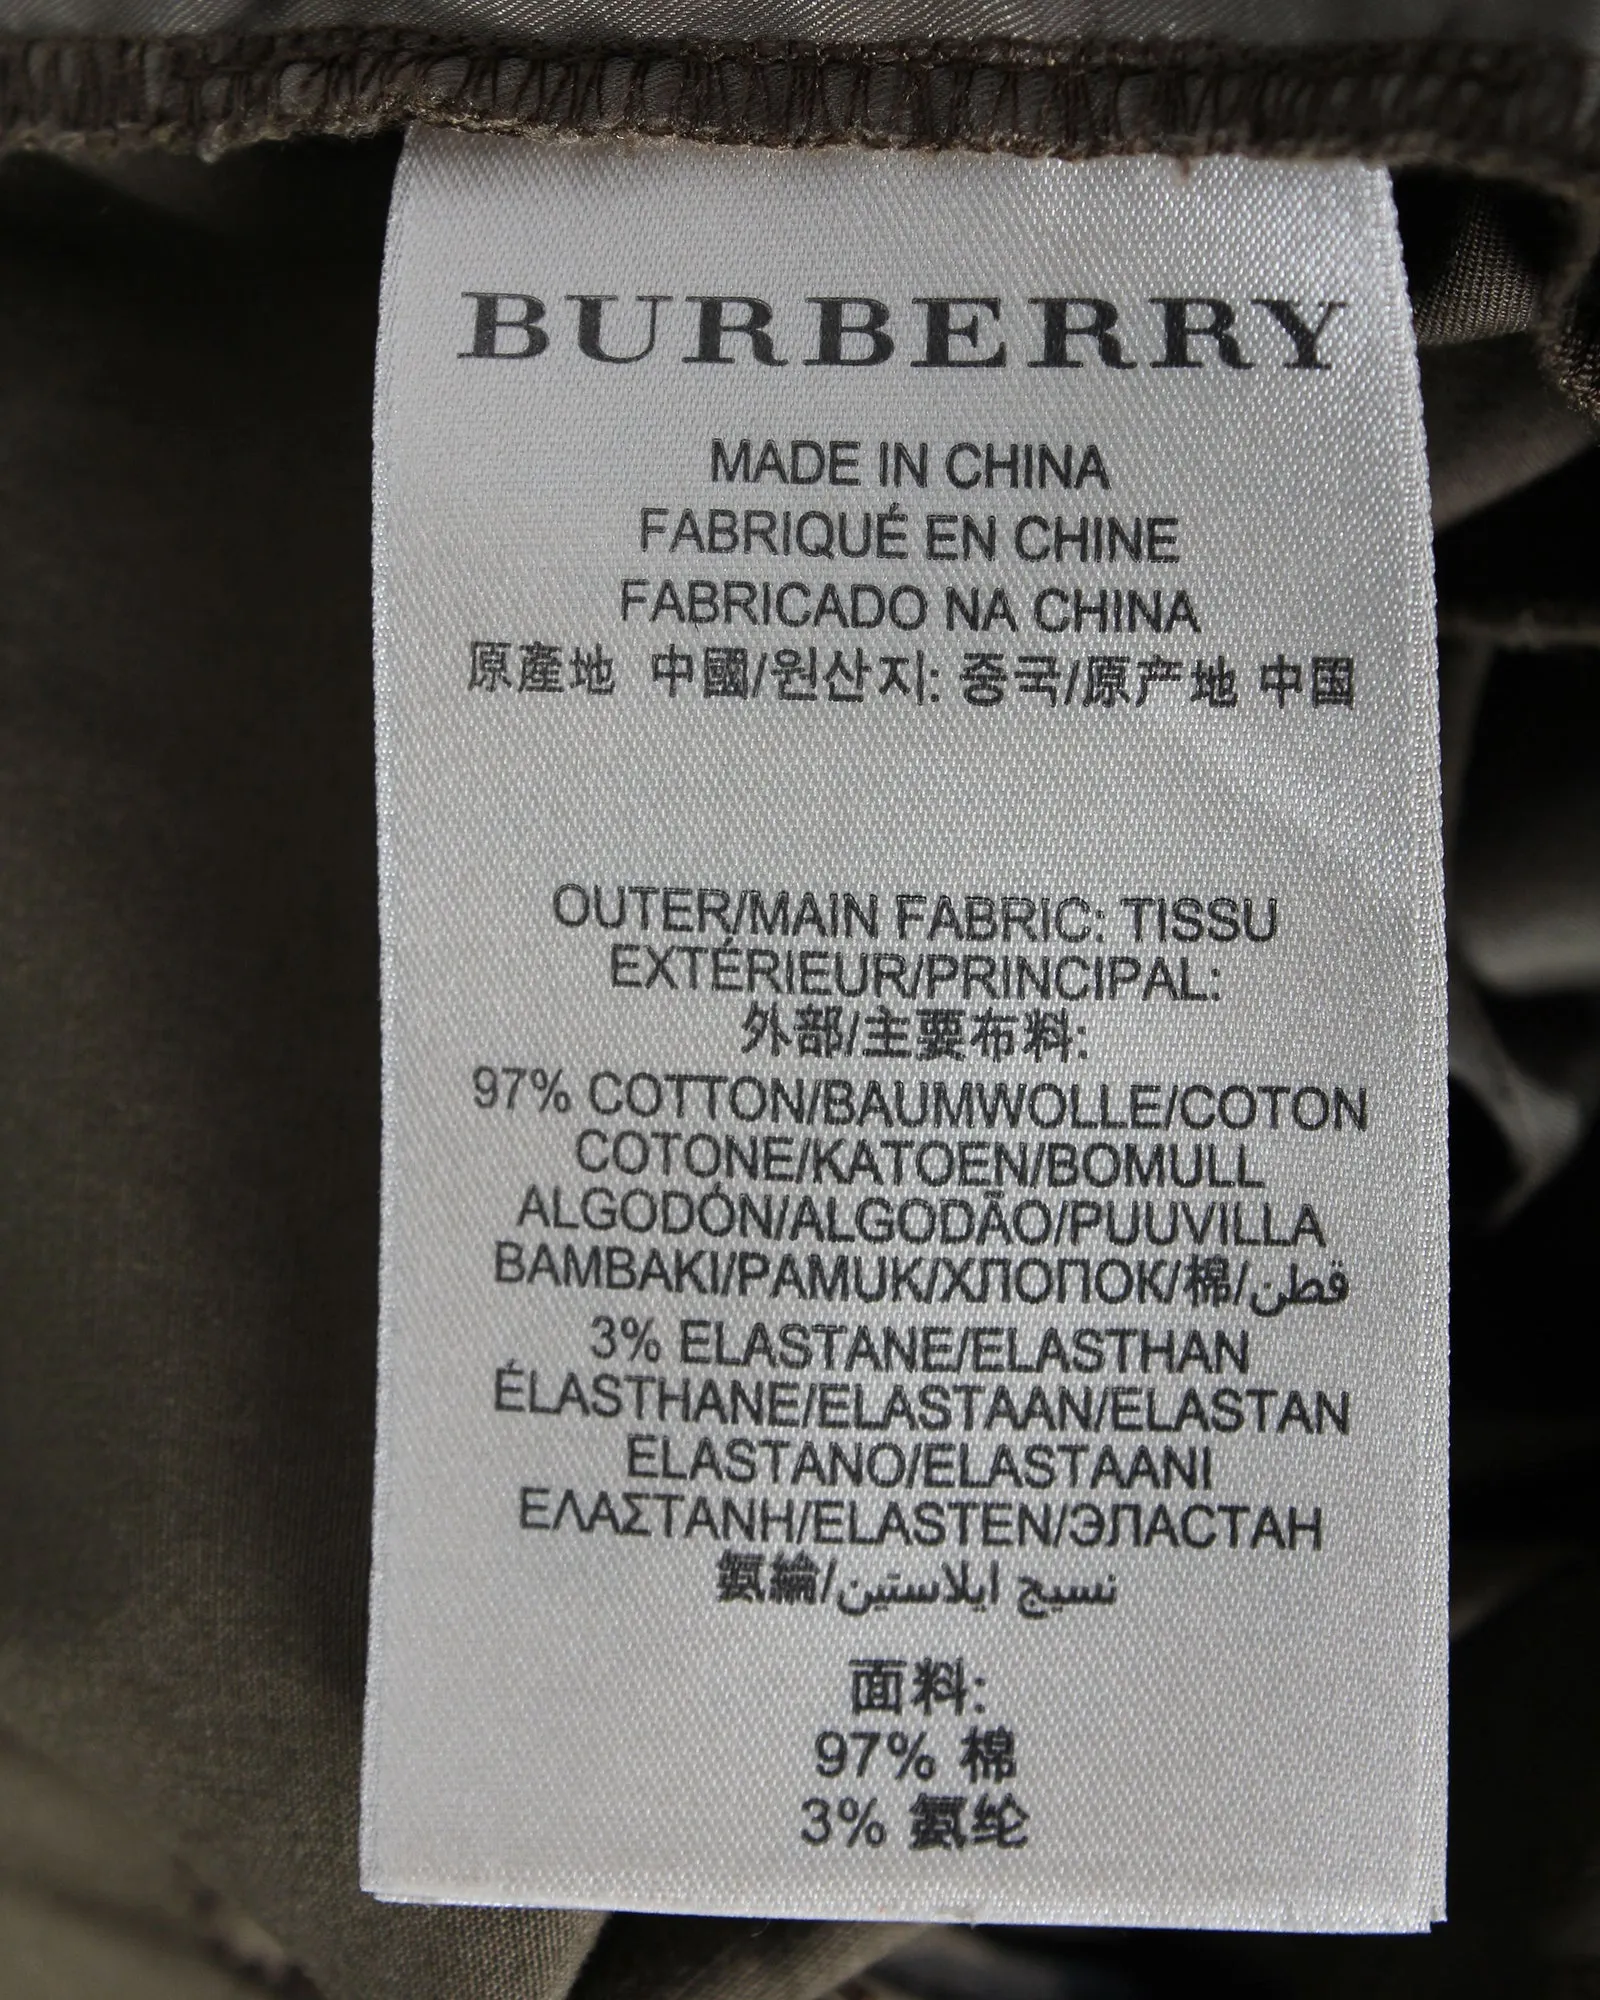 BURBERRY
MADE IN CHINA
FABRIQUÉ EN CHINE
FABRICADO NA CHINA
原產地 中國/원산지: 중국/原产地 中国
OUTER/MAIN FABRIC: TISSU
EXTÉRIEUR/PRINCIPAL:
外部/主要布料:
97% COTTON/BAUMWOLLE/COTON
COTONE/KATOEN/BOMULL
ALGODÓN/ALGODÃO/PUUVILLA
BAMBAKI/PAMUK/ХЛОПОК/棉/قطن
3% ELASTANE/ELASTHAN
ÉLASTHANE/ELASTAAN/ELASTAN
ELASTANO/ELASTAANI
ΕΛΑΣΤΑΝΗ/ELASTEN/ЭЛАСТАН
氨綸/نسيج ايلاستين
面料:
97% 棉
3% 氨纶